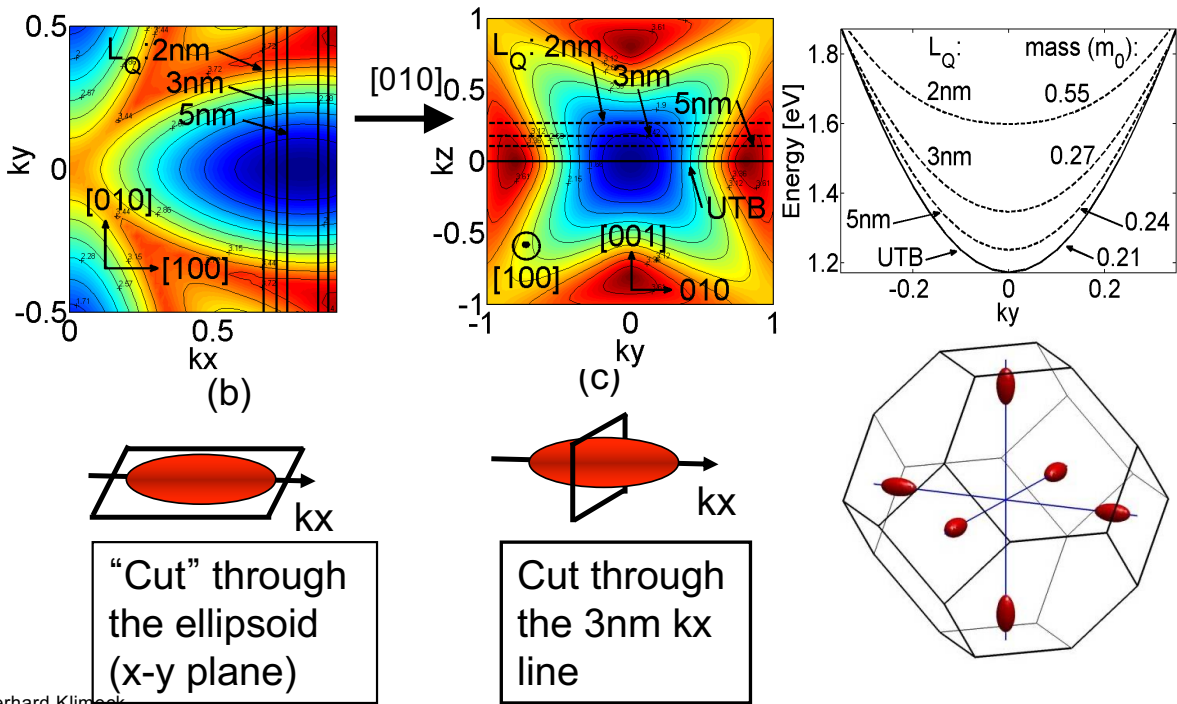 0.5
ky
0
-0.5
0
0.5
kx
L_Q: 2nm
3nm
5nm
[010]
[100]
(b)
[010]
1
0.5
kz
0
-0.5
-1
-1
0
1
ky
L_Q: 2nm
3nm
5nm
UTB
[001]
[100]
010
(c)
1.8
1.6
1.4
1.2
Energy [eV]
L_Q: mass (m_0):
2nm 0.55
3nm 0.27
5nm 0.24
UTB 0.21
-0.2
0
0.2
ky
kx
kx
“Cut” through
the ellipsoid
(x-y plane)
Cut through
the 3nm kx
line